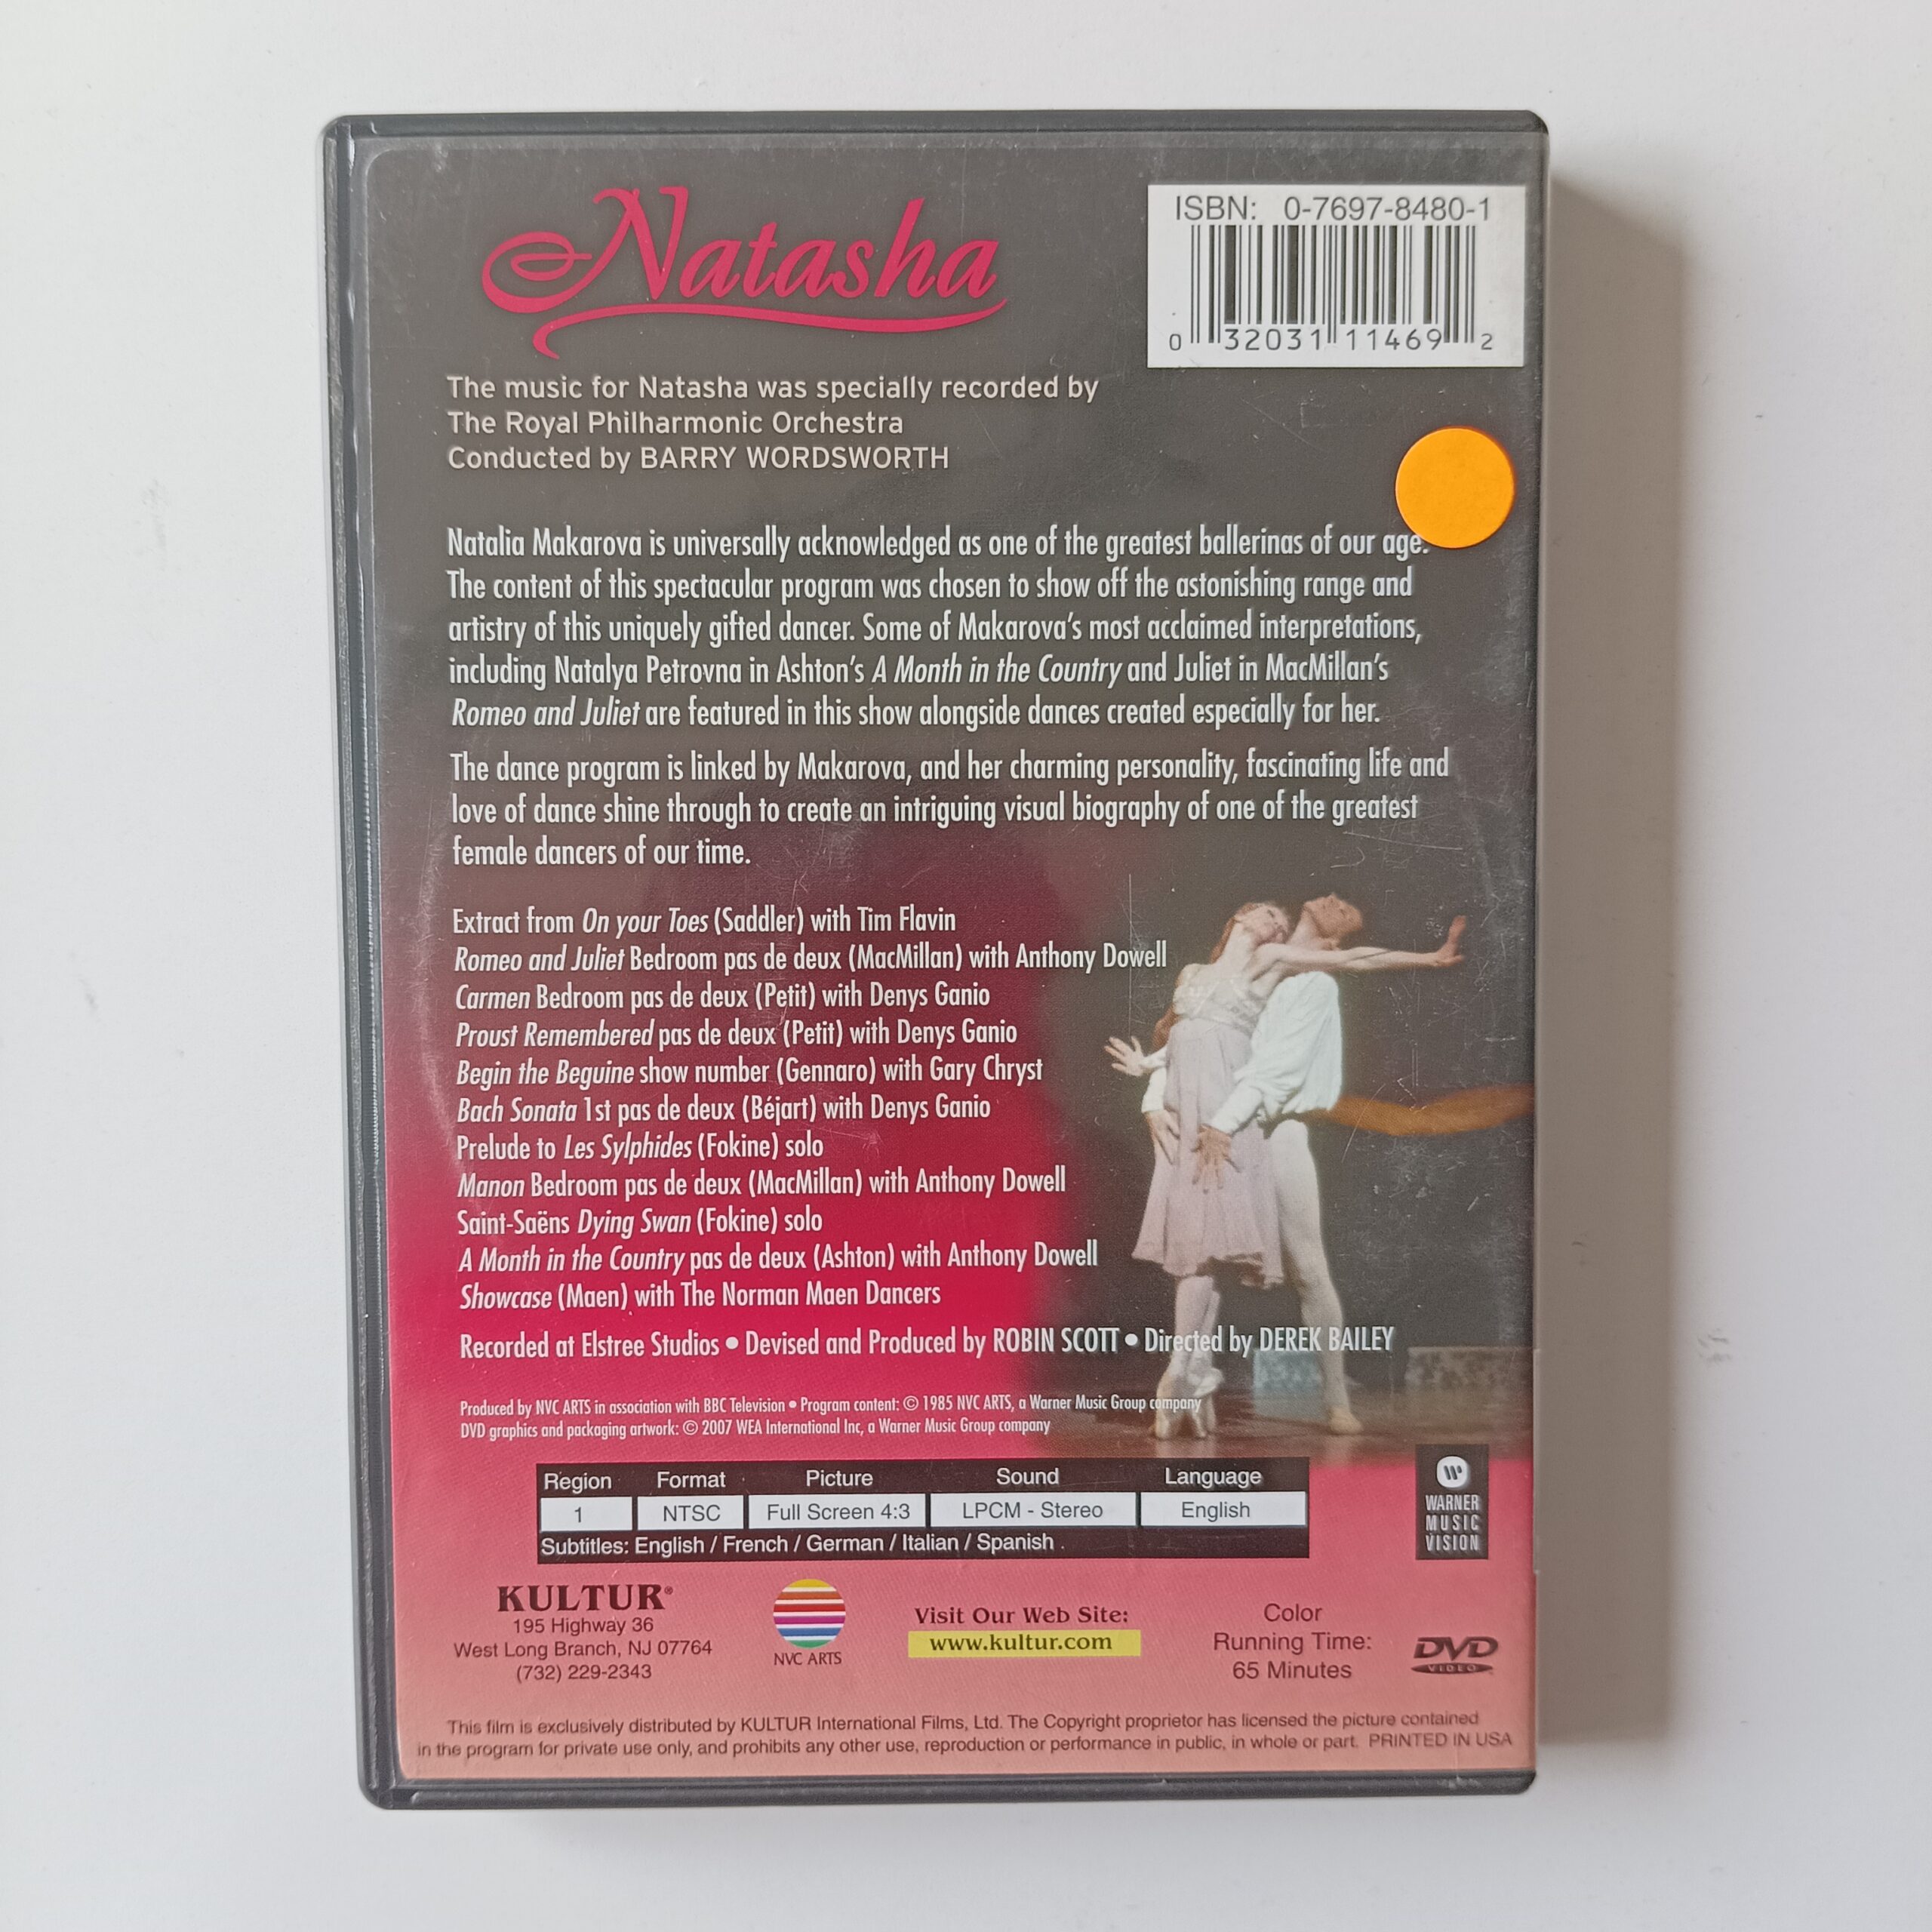 Natasha
ISBN: 0-7697-8480-1
0 32031 11469 2
The music for Natasha was specially recorded by
The Royal Philharmonic Orchestra
Conducted by BARRY WORDSWORTH
Natalia Makarova is universally acknowledged as one of the greatest ballerinas of our age.
The content of this spectacular program was chosen to show off the astonishing range and
artistry of this uniquely gifted dancer. Some of Makarova's most acclaimed interpretations,
including Natalya Petrovna in Ashton's A Month in the Country and Juliet in MacMillan's
Romeo and Juliet are featured in this show alongside dances created especially for her.
The dance program is linked by Makarova, and her charming personality, fascinating life and
love of dance shine through to create an intriguing visual biography of one of the greatest
female dancers of our time.
Extract from On your Toes (Saddler) with Tim Flavin
Romeo and Juliet Bedroom pas de deux (MacMillan) with Anthony Dowell
Carmen Bedroom pas de deux (Petit) with Denys Ganio
Proust Remembered pas de deux (Petit) with Denys Ganio
Begin the Beguine show number (Gennaro) with Gary Chryst
Bach Sonata 1st pas de deux (Béjart) with Denys Ganio
Prelude to Les Sylphides (Fokine) solo
Manon Bedroom pas de deux (MacMillan) with Anthony Dowell
Saint-Saëns Dying Swan (Fokine) solo
A Month in the Country pas de deux (Ashton) with Anthony Dowell
Showcase (Maen) with The Norman Maen Dancers
Recorded at Elstree Studios • Devised and Produced by ROBIN SCOTT • Directed by DEREK BAILEY
Produced by NVC ARTS in association with BBC Television • Program content: © 1985 NVC ARTS, a Warner Music Group company
DVD graphics and packaging artwork: © 2007 WEA International Inc, a Warner Music Group company
Region Format Picture Sound Language
1 NTSC Full Screen 4:3 LPCM - Stereo English
Subtitles: English / French / German / Italian / Spanish .
WARNER
MUSIC
VISION
KULTUR®
195 Highway 36
West Long Branch, NJ 07764
(732) 229-2343
NVC ARTS
Visit Our Web Site:
www.kultur.com
Color
Running Time:
65 Minutes
DVD
VIDEO
This film is exclusively distributed by KULTUR International Films, Ltd. The Copyright proprietor has licensed the picture contained
in the program for private use only, and prohibits any other use, reproduction or performance in public, in whole or part. PRINTED IN USA